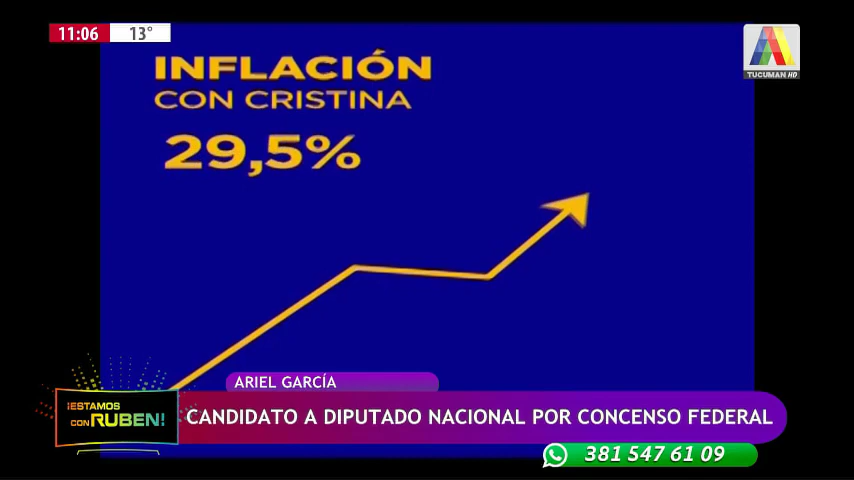 11:06 13°
TUCUMAN HD
INFLACIÓN
CON CRISTINA
29,5%
ARIEL GARCÍA
¡ESTAMOS
CON RUBEN!
CANDIDATO A DIPUTADO NACIONAL POR CONCENSO FEDERAL
381 547 61 09